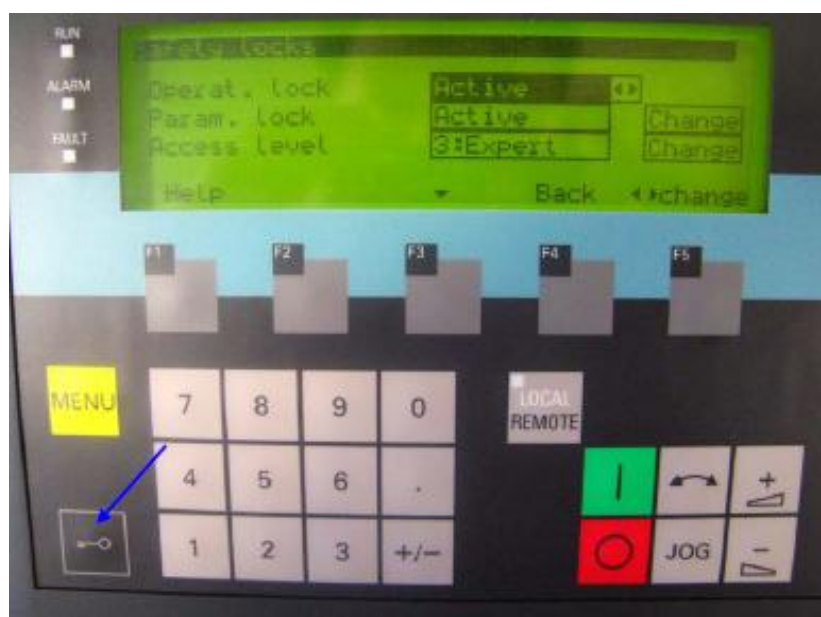 RUN
ALARM
FAULT
Safety locks
Operat. lock Active
Param. lock Active Change
Access level 3:Expert Change
Help Back change
F1 F2 F3 F4 F5
MENU 7 8 9 0 LOCAL REMOTE
4 5 6 . +
1 2 3 +/- JOG -